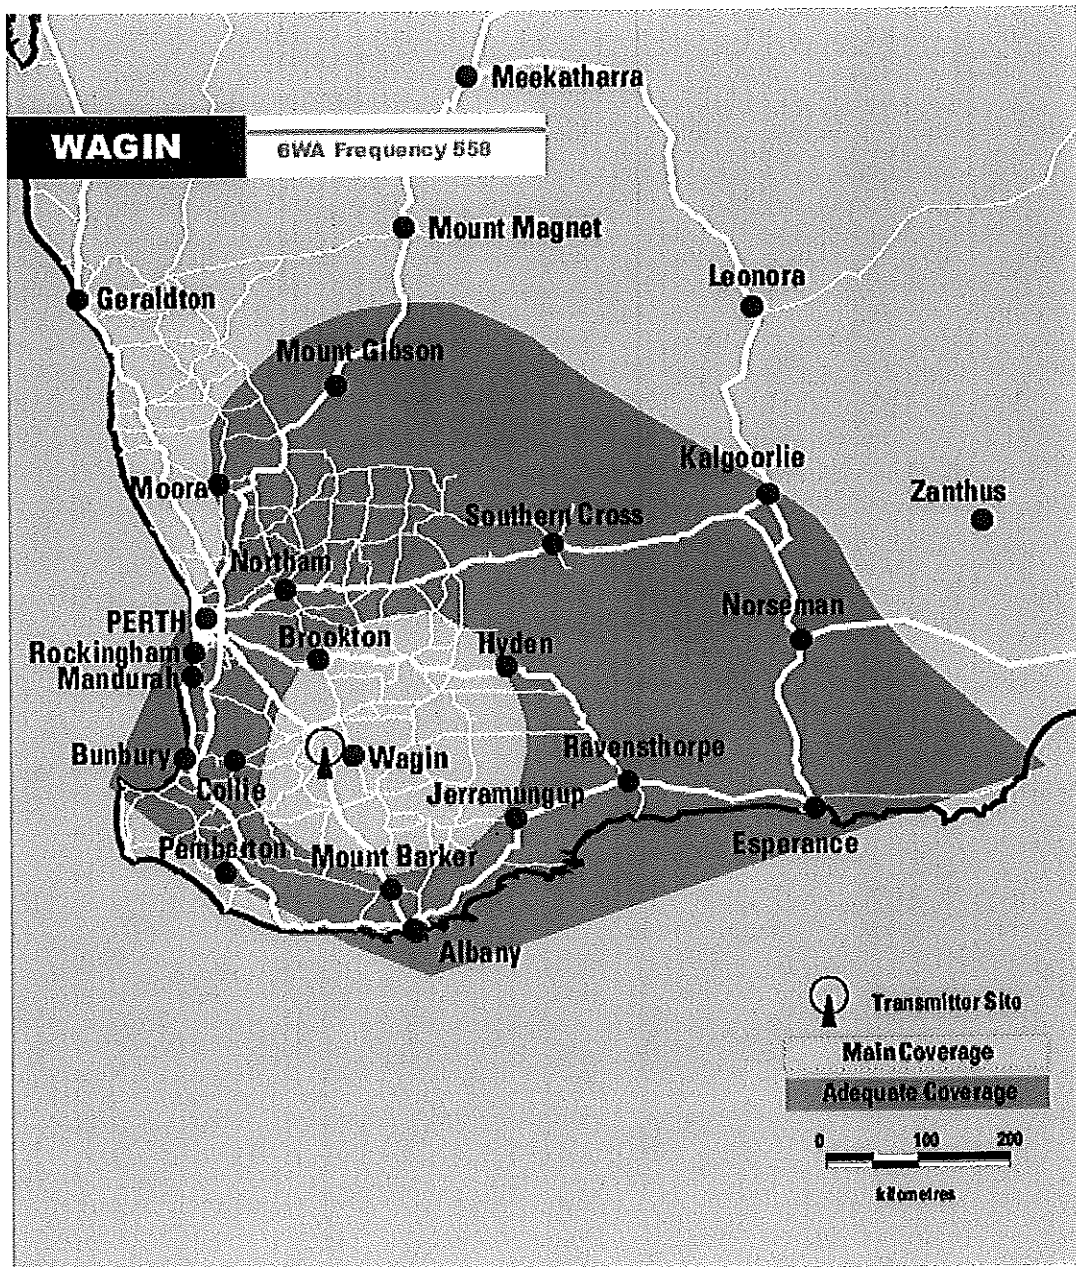 Meekatharra
WAGIN
6WA Frequency 558
Mount Magnet
Leonora
Geraldton
Mount Gibson
Kalgoorlie
Moora
Zanthus
Southern Cross
Northam
PERTH
Norseman
Brookton
Hyden
Rockingham
Mandurah
Bunbury
Wagin
Ravensthorpe
Collie
Jerramungup
Pemberton
Mount Barker
Esperance
Albany
Transmitter Site
Main Coverage
Adequate Coverage
0 100 200
kilometres